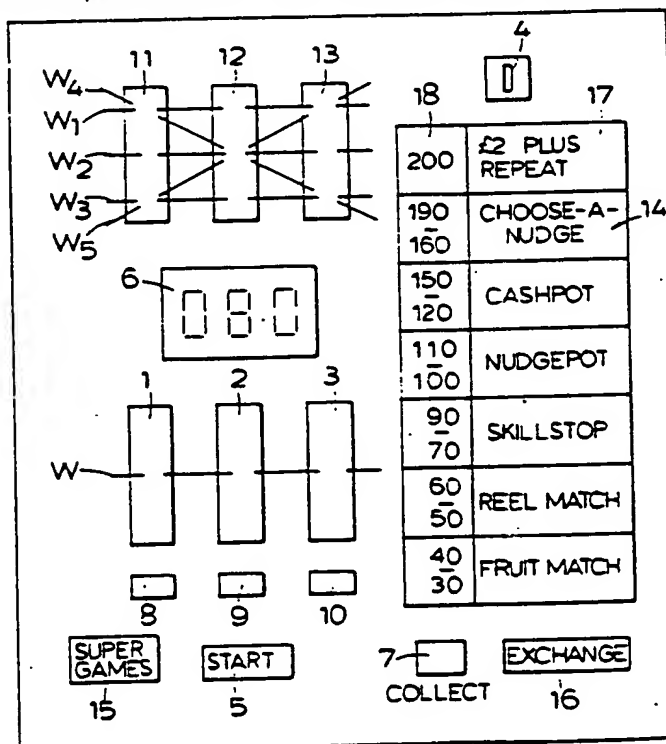 4
11 12 13
W4
W1
W2
W3
W5
18 17
200 £2 PLUS
REPEAT
190
-
160
CHOOSE-A-
NUDGE
14
150
-
120
CASHPOT
110
-
100
NUDGEPOT
90
-
70
SKILLSTOP
60
-
50
REEL MATCH
40
-
30
FRUIT MATCH
6
080
1 2 3
W
8 9 10
SUPER
GAMES
START
7
COLLECT
EXCHANGE
15 5 16